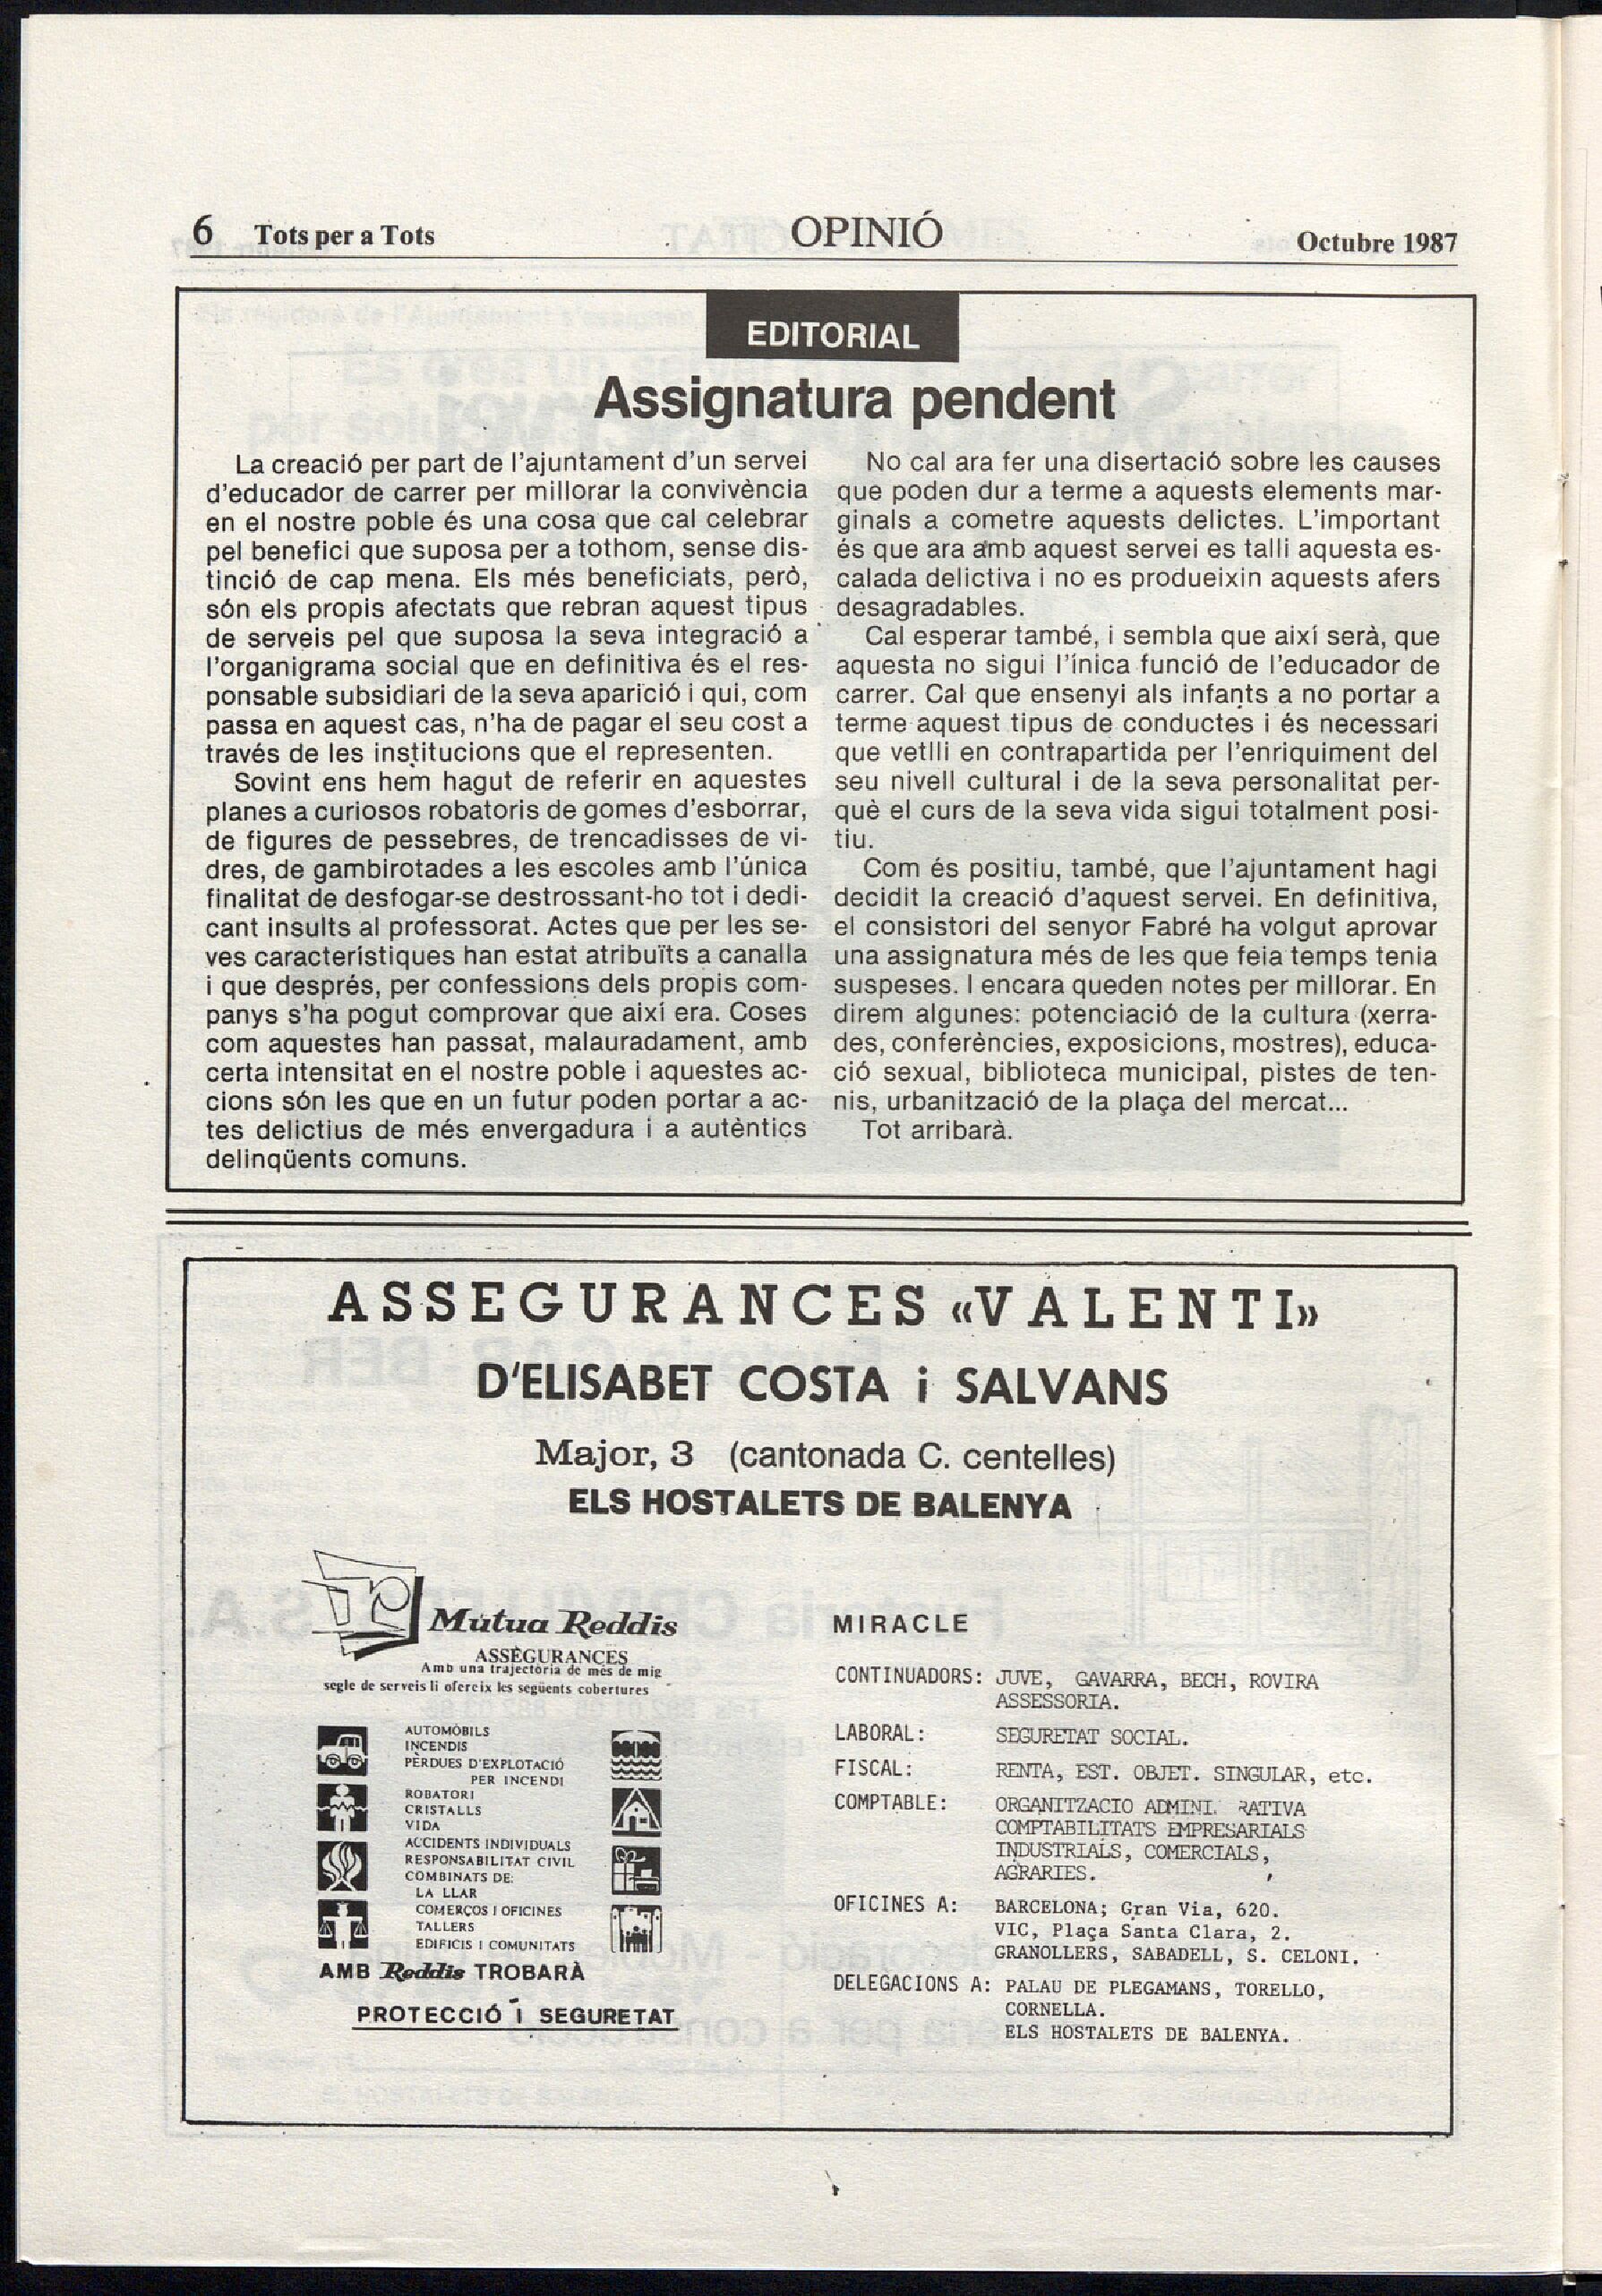 6 Tots per a Tots
OPINIÓ
Octubre 1987
EDITORIAL
Assignatura pendent
La creació per part de l'ajuntament d'un servei
d'educador de carrer per millorar la convivència
en el nostre poble és una cosa que cal celebrar
pel benefici que suposa per a tothom, sense dis-
tinció de cap mena. Els més beneficiats, però,
són els propis afectats que rebran aquest tipus
de serveis pel que suposa la seva integració a
l'organigrama social que en definitiva és el res-
ponsable subsidiari de la seva aparició i qui, com
passa en aquest cas, n'ha de pagar el seu cost a
través de les institucions que el representen.
Sovint ens hem hagut de referir en aquestes
planes a curiosos robatoris de gomes d'esborrar,
de figures de pessebres, de trencadisses de vi-
dres, de gambirotades a les escoles amb l'única
finalitat de desfogar-se destrossant-ho tot i dedi-
cant insults al professorat. Actes que per les se-
ves característiques han estat atribuïts a canalla
i que després, per confessions dels propis com-
panys s'ha pogut comprovar que així era. Coses
com aquestes han passat, malauradament, amb
certa intensitat en el nostre poble i aquestes ac-
cions són les que en un futur poden portar a ac-
tes delictius de més envergadura i a autèntics
delinqüents comuns.
No cal ara fer una disertació sobre les causes
que poden dur a terme a aquests elements mar-
ginals a cometre aquests delictes. L'important
és que ara amb aquest servei es talli aquesta es-
calada delictiva i no es produeixin aquests afers
desagradables.
Cal esperar també, i sembla que així serà, que
aquesta no sigui l'ínica funció de l'educador de
carrer. Cal que ensenyi als infants a no portar a
terme aquest tipus de conductes i és necessari
que vetlli en contrapartida per l'enriquiment del
seu nivell cultural i de la seva personalitat per-
què el curs de la seva vida sigui totalment posi-
tiu.
Com és positiu, també, que l'ajuntament hagi
decidit la creació d'aquest servei. En definitiva,
el consistori del senyor Fabré ha volgut aprovar
una assignatura més de les que feia temps tenia
suspeses. I encara queden notes per millorar. En
direm algunes: potenciació de la cultura (xerra-
des, conferències, exposicions, mostres), educa-
ció sexual, biblioteca municipal, pistes de ten-
nis, urbanització de la plaça del mercat...
Tot arribarà.
ASSEGURANCES «VALENTI»
D'ELISABET COSTA i SALVANS
Major, 3 (cantonada C. centelles)
ELS HOSTALETS DE BALENYA
Mútua Reddis
ASSEGURANCES
Amb una trajectòria de més de mig
segle de serveis li ofereix les següents cobertures
AUTOMÒBILS
INCENDIS
PÈRDUES D'EXPLOTACIÓ
PER INCENDI
ROBATORI
CRISTALLS
VIDA
ACCIDENTS INDIVIDUALS
RESPONSABILITAT CIVIL
COMBINATS DE:
LA LLAR
COMERÇOS I OFICINES
TALLERS
EDIFICIS I COMUNITATS
AMB Reddis TROBARÀ
PROTECCIÓ I SEGURETAT
MIRACLE
CONTINUADORS: JUVE, GAVARRA, BECH, ROVIRA
ASSESSORIA.
LABORAL: SEGURETAT SOCIAL.
FISCAL: RENTA, EST. OBJET. SINGULAR, etc.
COMPTABLE: ORGANITZACIO ADMINI. RATIVA
COMPTABILITATS EMPRESARIALS
INDUSTRIALS, COMERCIALS,
AGRARIES.
OFICINES A: BARCELONA; Gran Via, 620.
VIC, Plaça Santa Clara, 2.
GRANOLLERS, SABADELL, S. CELONI.
DELEGACIONS A: PALAU DE PLEGAMANS, TORELLO,
CORNELLA.
ELS HOSTALETS DE BALENYA.